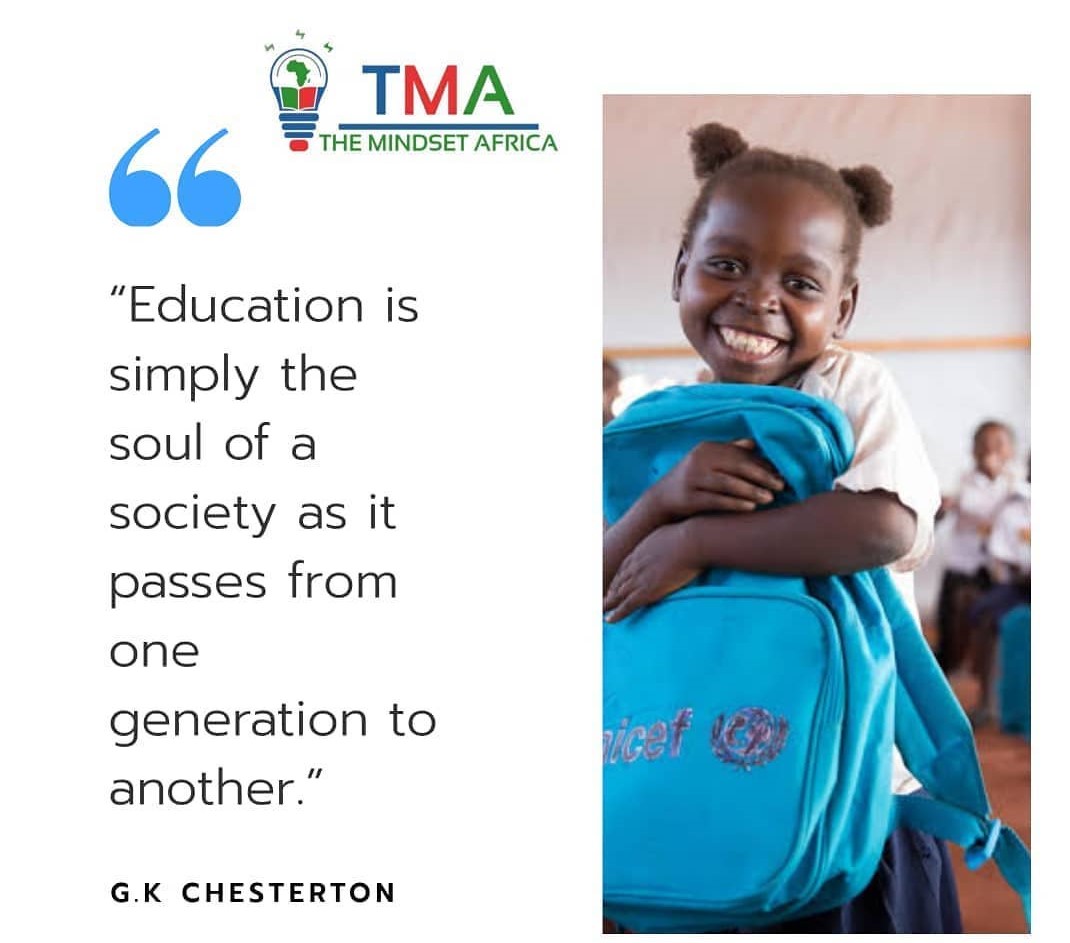 TMA
THE MINDSET AFRICA
“Education is
simply the
soul of a
society as it
passes from
one
generation to
another.”
G.K CHESTERTON
nicef